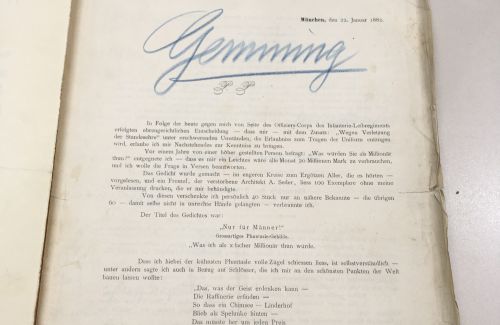 München, den 22. Januar 1882.
Gemming
In Folge der heute gegen mich von Seite des Offizier-Corps des Infanterie-Leibregiments
erfolgten ehrengerichtlichen Entscheidung — dass mir — mit dem Zusatz: „Wegen Verletzung
der Standesehre" unter erschwerenden Umständen, die Erlaubniss zum Tragen der Uniform entzogen
wird, erlaube ich mir Nachstehendes zur Kenntniss zu bringen.
Vor einem Jahre von einer höher gestellten Person befragt: „Was würden Sie als Millionär
thun?" entgegnete ich — dass es mir ein Leichtes wäre alle Monat 20 Millionen Mark zu verbrauchen,
und ich wolle die Frage in Versen beantworten.
Das Gedicht wurde gemacht — im engeren Kreise zum Ergötzen Aller, die es hörten —
vorgelesen, und ein Freund, der verstorbene Architekt A. Seder, liess 100 Exemplare ohne meine
Veranlassung drucken, die er mir behändigte.
Von diesen verschenkte ich persönlich 40 Stück nur an nähere Bekannte — die übrigen
60 — damit selbe nicht in unrechte Hände gelangten — verbrannte ich.
Der Titel des Gedichtes war:
„Nur für Männer!"
Grossartiges Phantasie-Gebilde.
„Was ich als x facher Millionär thun würde.
Dass ich hiebei der kühnsten Phantasie volle Zügel schiessen liess, ist selbstverständlich —
unter anderm sagte ich auch in Bezug auf Schlösser, die ich mir an den schönsten Punkten der Welt
bauen lassen wollte:
„Das, was der Geist erdenken kann —
Die Raffinerie erfinden —
So dass ein Chimsee — Linderhof
Blieb als Spelunke hinten —
Das müsste her um jeden Preis